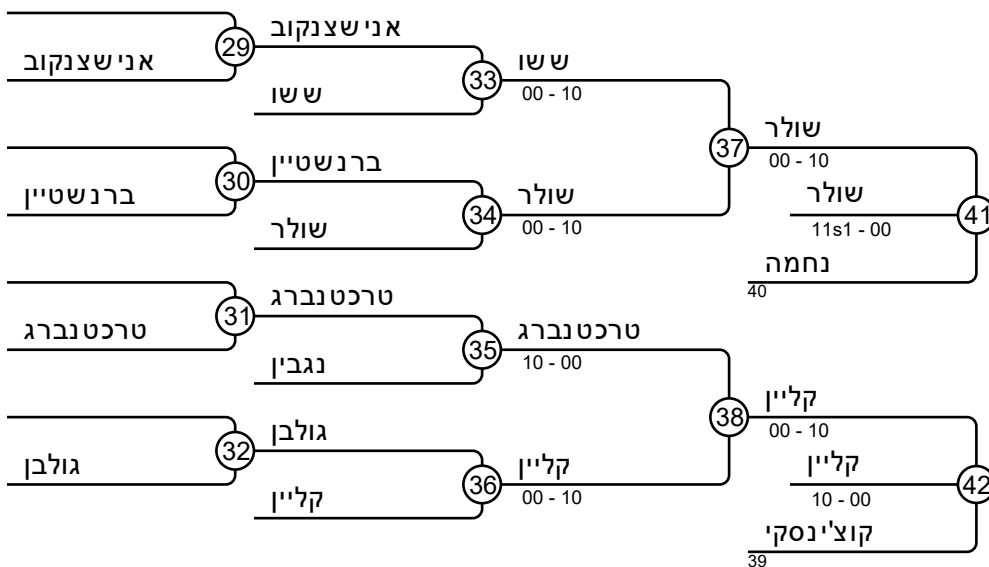 אנישצנקוב
29
אנישצנקוב
ששו
33
ששו
00 - 10
ברנשטיין
30
ברנשטיין
שולר
34
שולר
00 - 10
37
שולר
00 - 10
שולר
11s1 - 00
41
נחמה
40
טרכטנברג
31
טרכטנברג
נגבין
35
טרכטנברג
10 - 00
גולבן
32
גולבן
קליין
36
קליין
00 - 10
38
קליין
00 - 10
קליין
10 - 00
42
קוצ'ינסקי
39